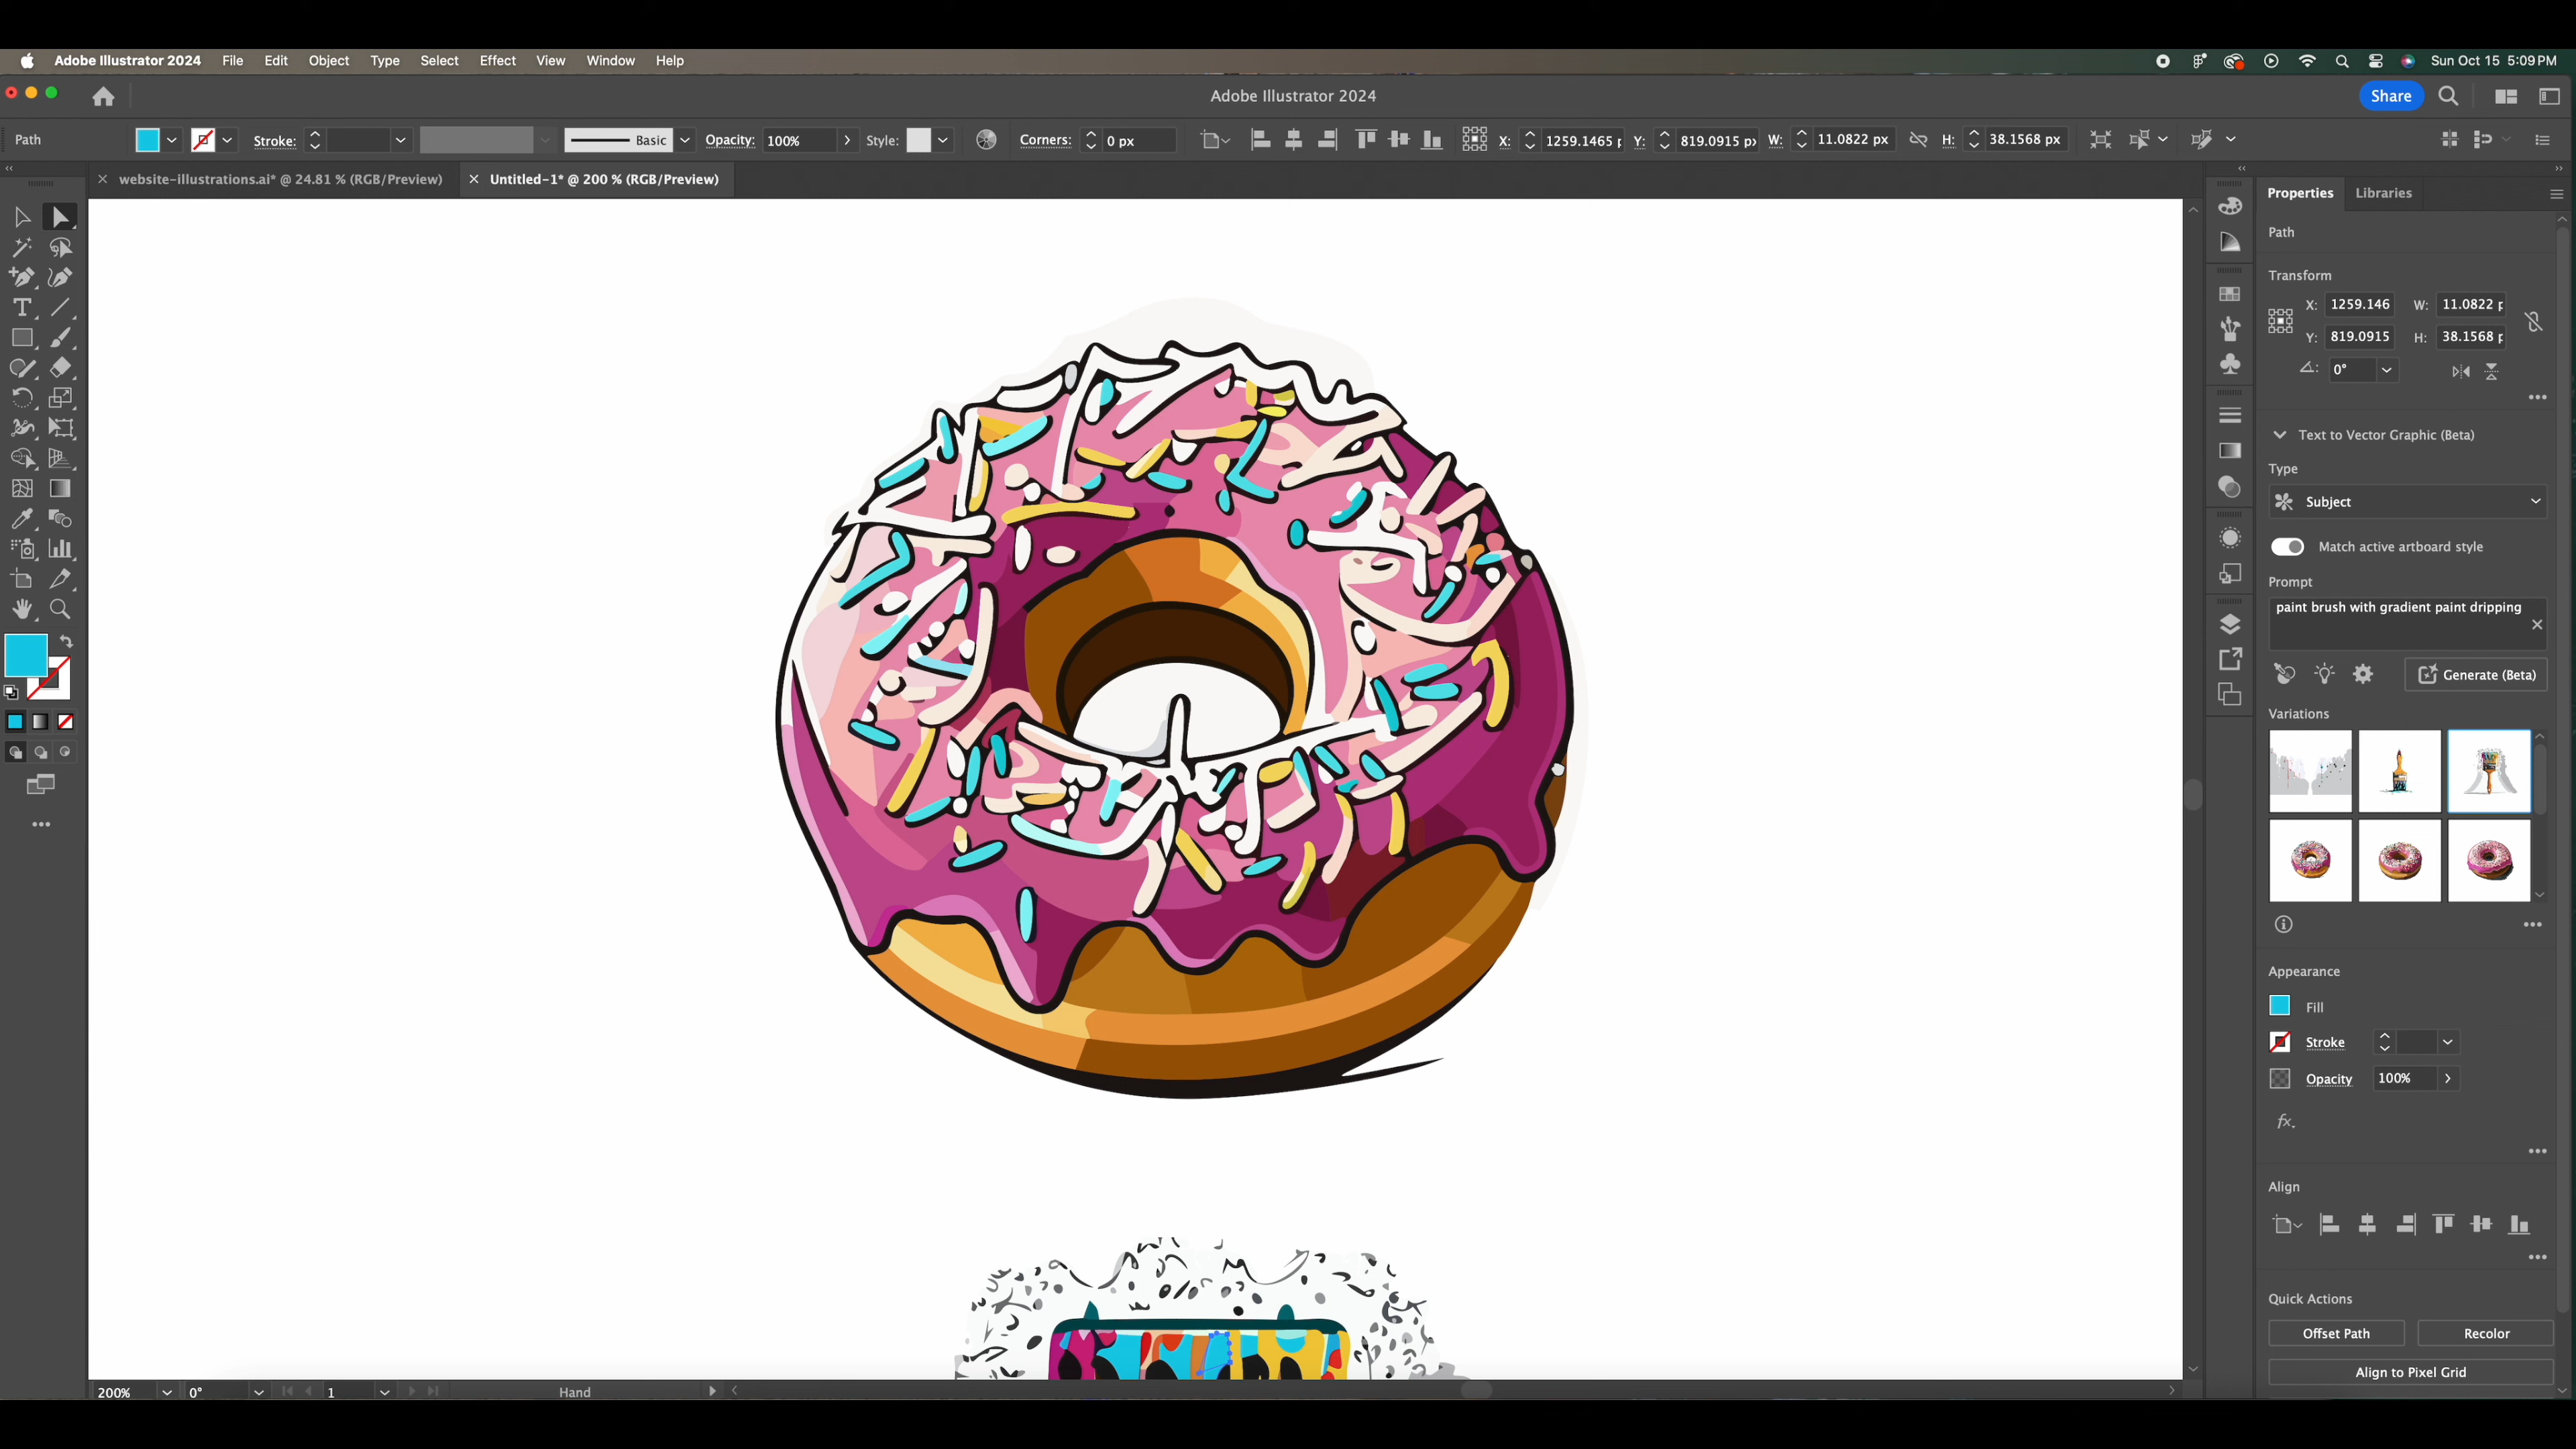 Adobe Illustrator 2024 File Edit Object Type Select Effect View Window Help Sun Oct 15 5:09 PM
Adobe Illustrator 2024 Share
Path Stroke: Basic Opacity: 100% Style: Corners: 0 px X: 1259.1465 Y: 819.0915 px W: 11.0822 px H: 38.1568 px
website-illustrations.ai* @ 24.81 % (RGB/Preview) Untitled-1* @ 200 % (RGB/Preview)
Properties Libraries
Path
Transform
X: 1259.146 W: 11.0822
Y: 819.0915 H: 38.1568
0°
Text to Vector Graphic (Beta)
Type
Subject
Match active artboard style
Prompt
paint brush with gradient paint dripping
Generate (Beta)
Variations
Appearance
Fill
Stroke
Opacity 100%
fx.
Align
Quick Actions
Offset Path Recolor
Align to Pixel Grid
200% 0° 1 Hand